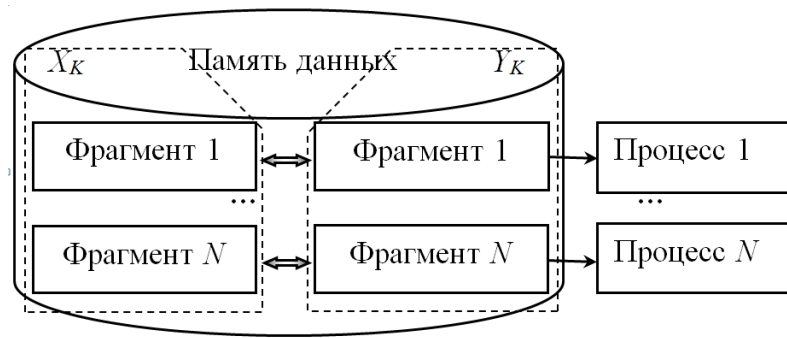 X_K Память данных Y_K
Фрагмент 1 Фрагмент 1 Процесс 1
... ...
Фрагмент N Фрагмент N Процесс N